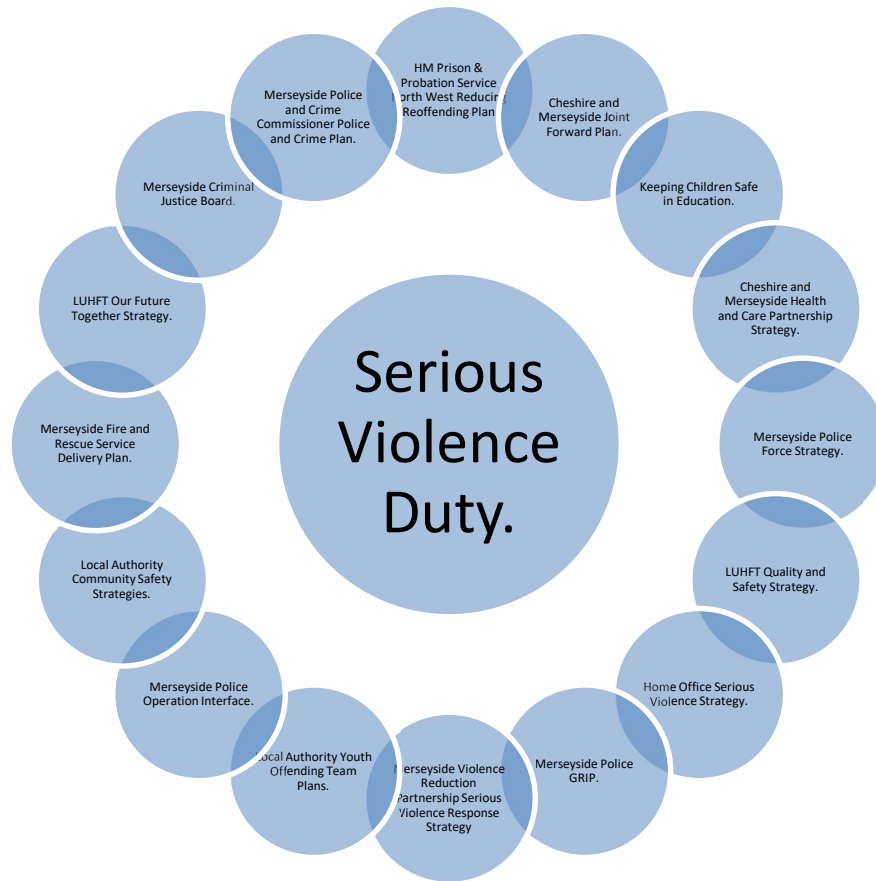 HM Prison &
Probation Service
North West Reducing
Reoffending Plan
Cheshire and
Merseyside Joint
Forward Plan.
Keeping Children Safe
in Education.
Cheshire and
Merseyside Health
and Care Partnership
Strategy.
Merseyside Police
Force Strategy.
LUHFT Quality and
Safety Strategy.
Home Office Serious
Violence Strategy.
Merseyside Police
GRIP.
Merseyside Violence
Reduction
Partnership Serious
Violence Response
Strategy
Local Authority Youth
Offending Team
Plans.
Merseyside Police
Operation Interface.
Local Authority
Community Safety
Strategies.
Merseyside Fire and
Rescue Service
Delivery Plan.
LUHFT Our Future
Together Strategy.
Merseyside Criminal
Justice Board.
Merseyside Police
and Crime
Commissioner Police
and Crime Plan.
Serious
Violence
Duty.